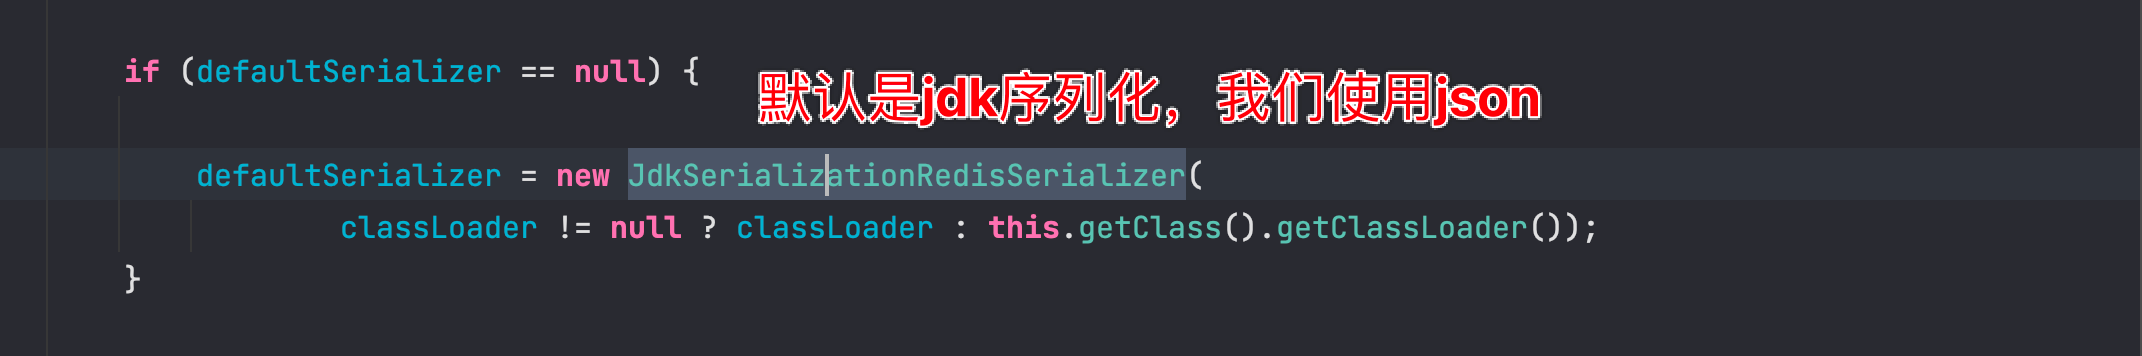 if (defaultSerializer == null) {
默认是jdk序列化，我们使用json
defaultSerializer = new JdkSerializationRedisSerializer(
classLoader != null ? classLoader : this.getClass().getClassLoader());
}